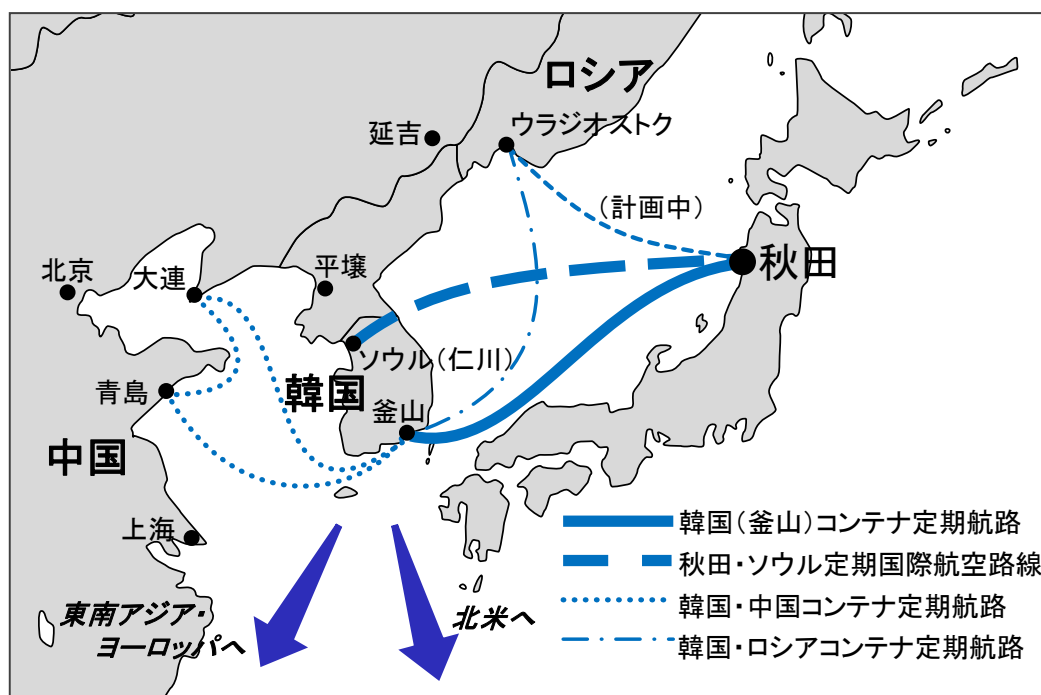 ロシア
ウラジオストク
延吉
(計画中)
秋田
北京
大連
平壌
ソウル(仁川)
韓国
青島
釜山
中国
上海
東南アジア・
ヨーロッパへ
北米へ
韓国(釜山)コンテナ定期航路
秋田・ソウル定期国際航空路線
韓国・中国コンテナ定期航路
韓国・ロシアコンテナ定期航路